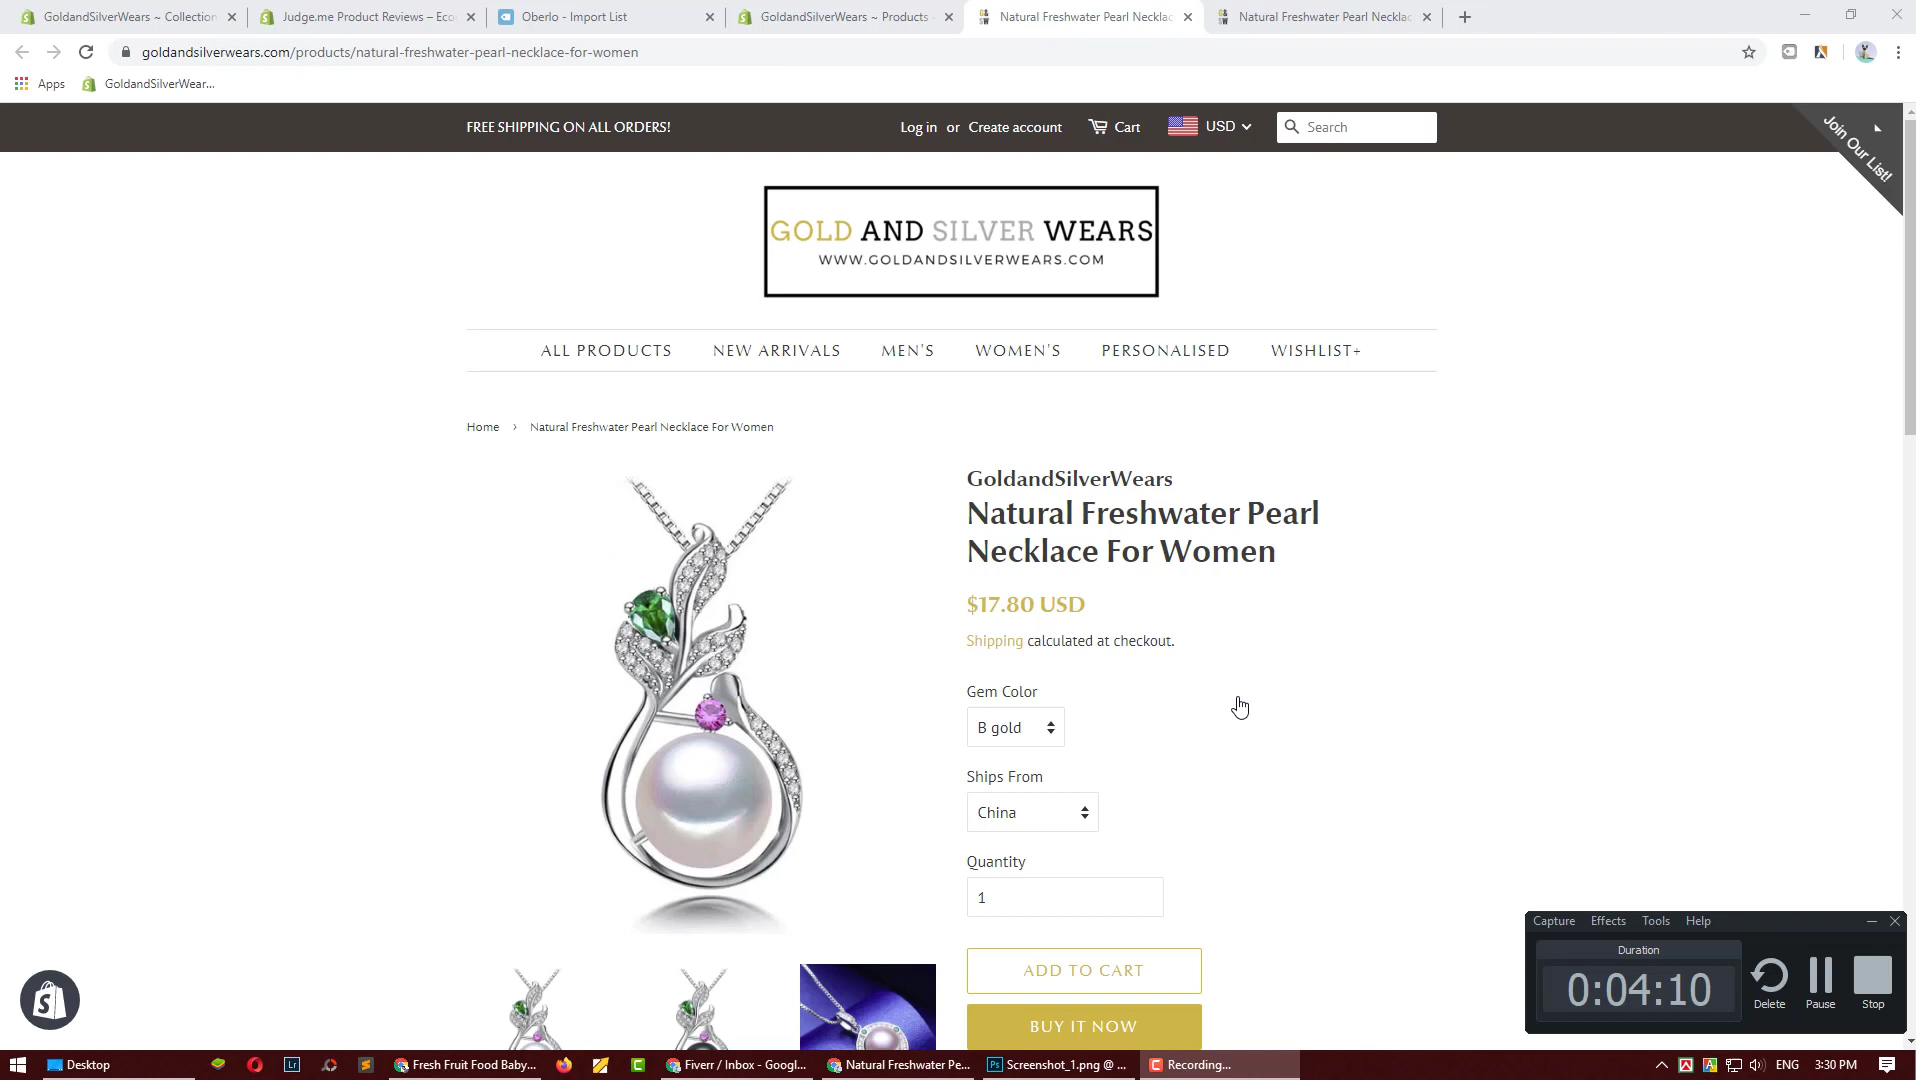 GoldandSilverWears ~ Collection
Judge.me Product Reviews – Eco
Oberlo - Import List
GoldandSilverWears ~ Products
Natural Freshwater Pearl Necklac
Natural Freshwater Pearl Necklac
goldandsilverwears.com/products/natural-freshwater-pearl-necklace-for-women
Apps
GoldandSilverWear...
FREE SHIPPING ON ALL ORDERS!
Log in or Create account
Cart
USD
Search
Join Our List!
GOLD AND SILVER WEARS
WWW.GOLDANDSILVERWEARS.COM
ALL PRODUCTS
NEW ARRIVALS
MEN'S
WOMEN'S
PERSONALISED
WISHLIST+
Home › Natural Freshwater Pearl Necklace For Women
GoldandSilverWears
Natural Freshwater Pearl
Necklace For Women
$17.80 USD
Shipping calculated at checkout.
Gem Color
B gold
Ships From
China
Quantity
1
ADD TO CART
BUY IT NOW
Capture Effects Tools Help
Duration
0:04:10
Delete
Pause
Stop
Desktop
Lr
Fresh Fruit Food Baby...
Fiverr / Inbox - Googl...
Natural Freshwater Pe...
Ps
Screenshot_1.png @ ...
Recording...
ENG
3:30 PM